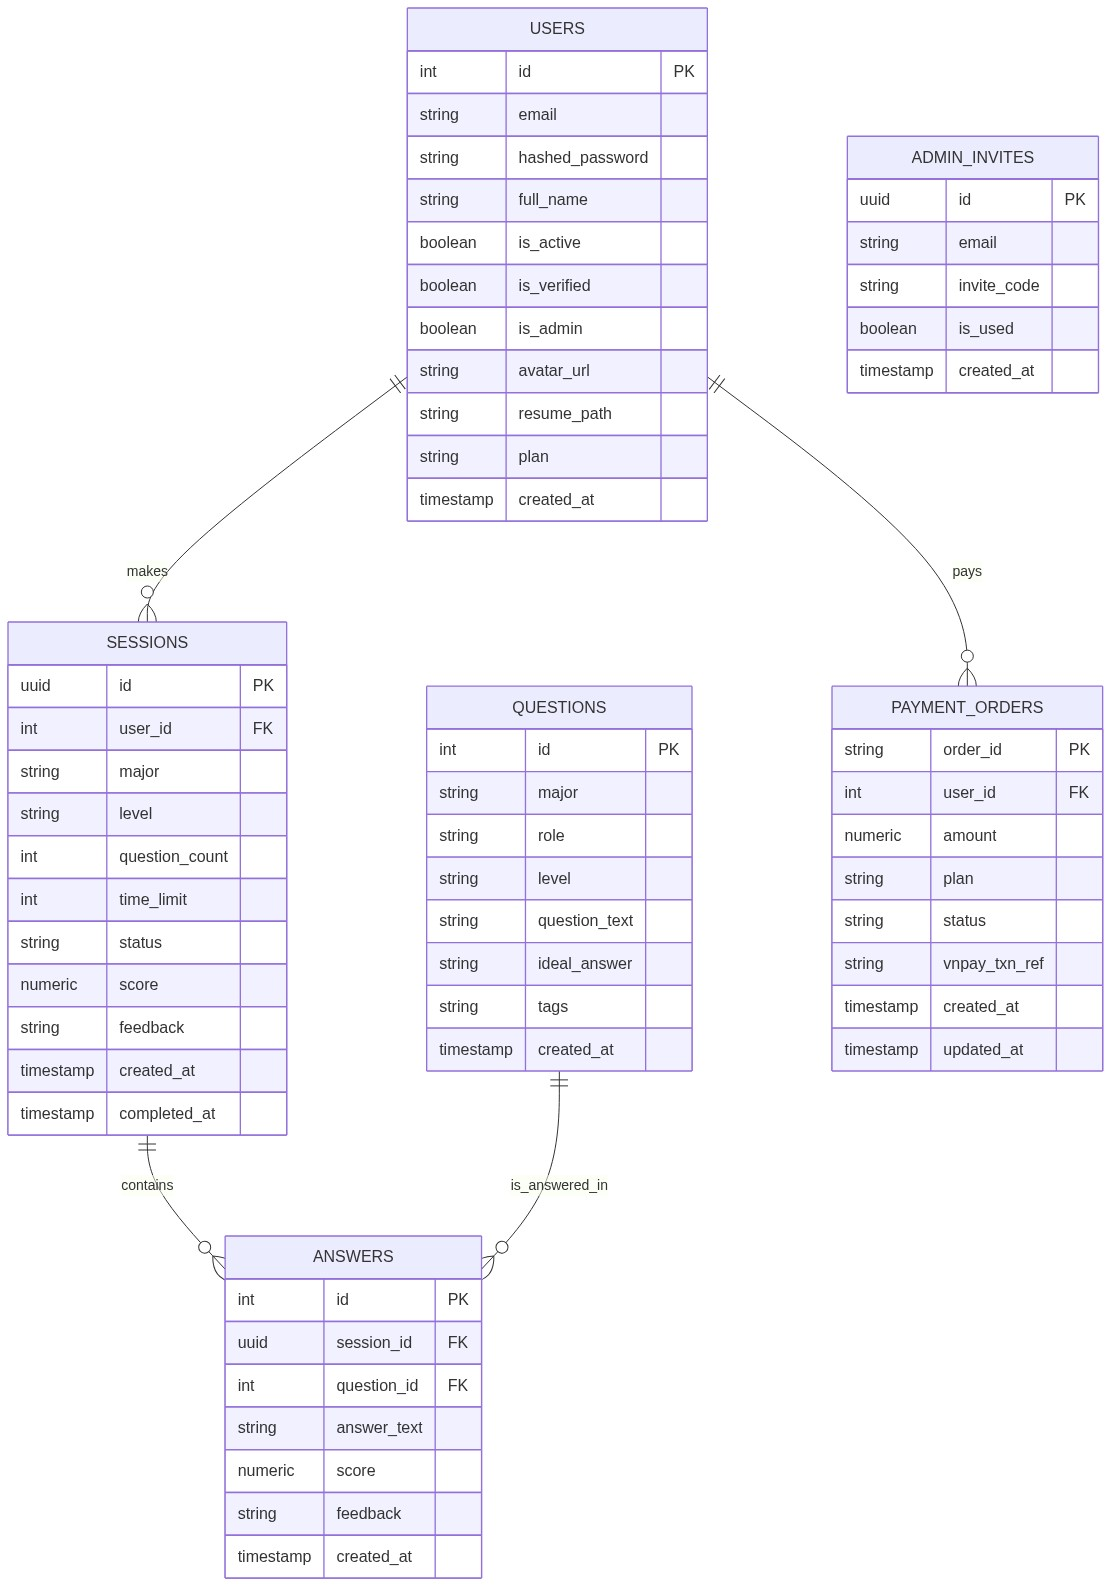 USERS
int id PK
string email
string hashed_password
string full_name
boolean is_active
boolean is_verified
boolean is_admin
string avatar_url
string resume_path
string plan
timestamp created_at
ADMIN_INVITES
uuid id PK
string email
string invite_code
boolean is_used
timestamp created_at
makes
pays
SESSIONS
uuid id PK
int user_id FK
string major
string level
int question_count
int time_limit
string status
numeric score
string feedback
timestamp created_at
timestamp completed_at
QUESTIONS
int id PK
string major
string role
string level
string question_text
string ideal_answer
string tags
timestamp created_at
PAYMENT_ORDERS
string order_id PK
int user_id FK
numeric amount
string plan
string status
string vnpay_txn_ref
timestamp created_at
timestamp updated_at
contains
is_answered_in
ANSWERS
int id PK
uuid session_id FK
int question_id FK
string answer_text
numeric score
string feedback
timestamp created_at